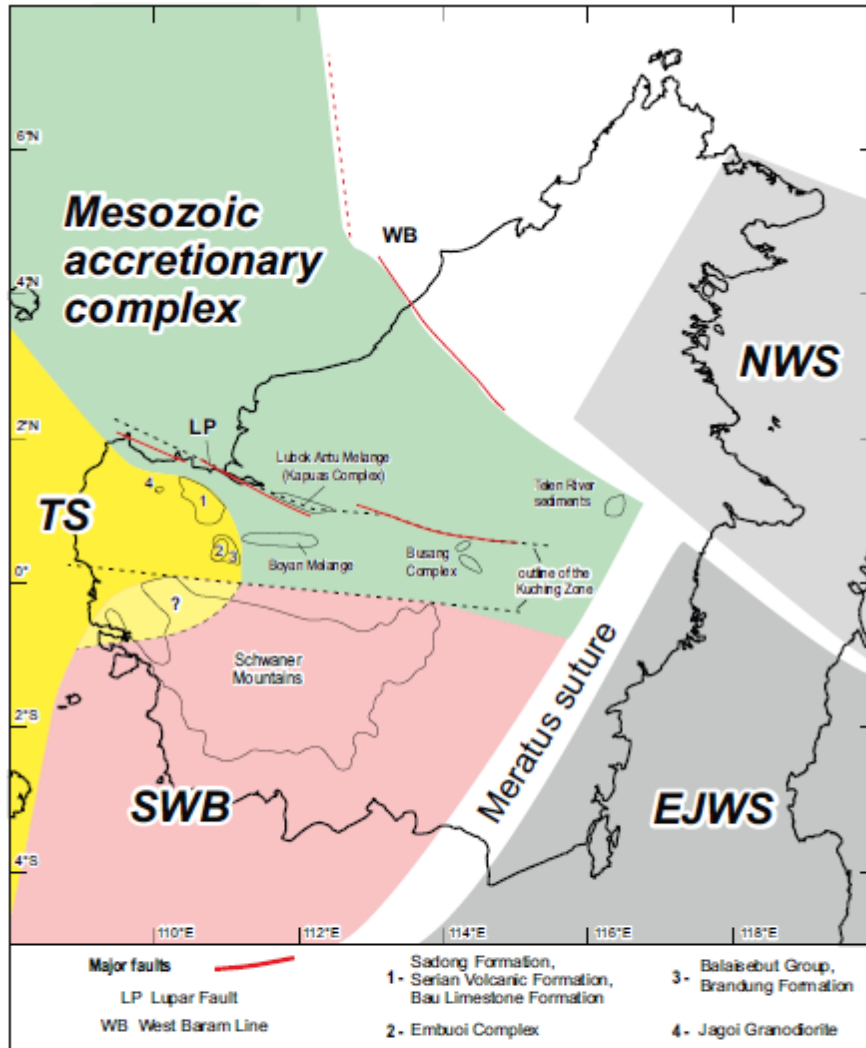 6°N
Mesozoic
accretionary
complex
WB
4°N
NWS
2°N
LP
Lubok Antu Melange
(Kapuas Complex)
Telen River
sediments
4
1
TS
2
3
Boyan Melange
Busang
Complex
outline of the
Kuching Zone
0°
?
Schwaner
Mountains
Meratus suture
2°S
SWB
EJWS
4°S
110°E
112°E
114°E
116°E
118°E
Major faults
LP Lupar Fault
WB West Baram Line
1- Sadong Formation,
Serian Volcanic Formation,
Bau Limestone Formation
2- Embuoi Complex
3- Balaisebut Group,
Brandung Formation
4- Jagoi Granodiorite